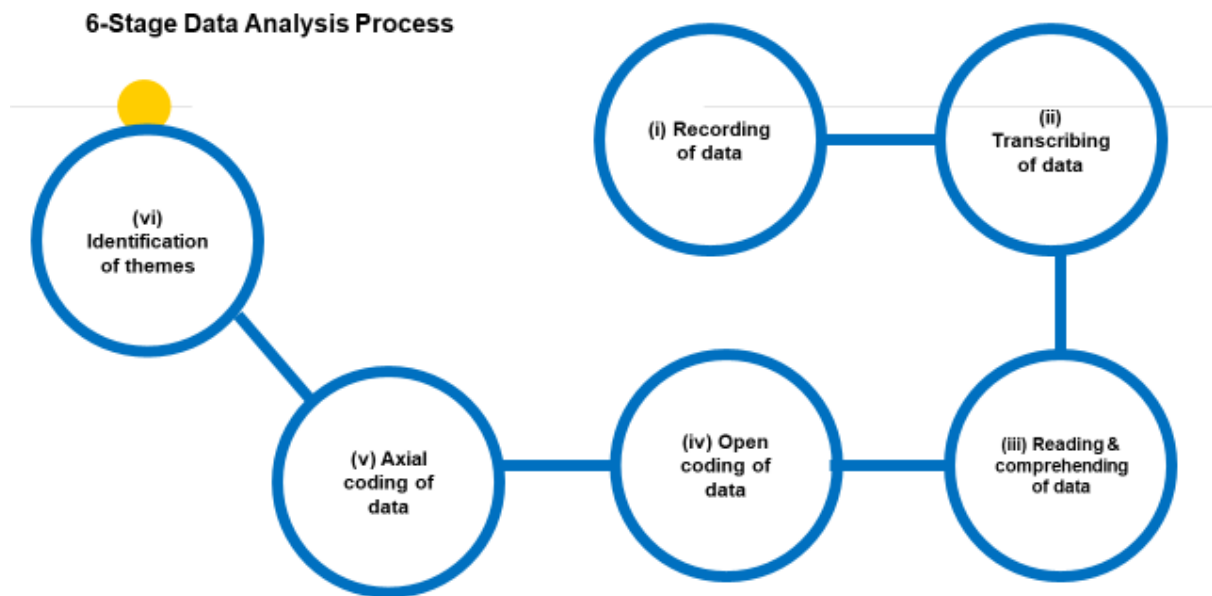 6-Stage Data Analysis Process
(i) Recording
of data
(ii)
Transcribing
of data
(iii) Reading &
comprehending
of data
(iv) Open
coding of
data
(v) Axial
coding of
data
(vi)
Identification
of themes